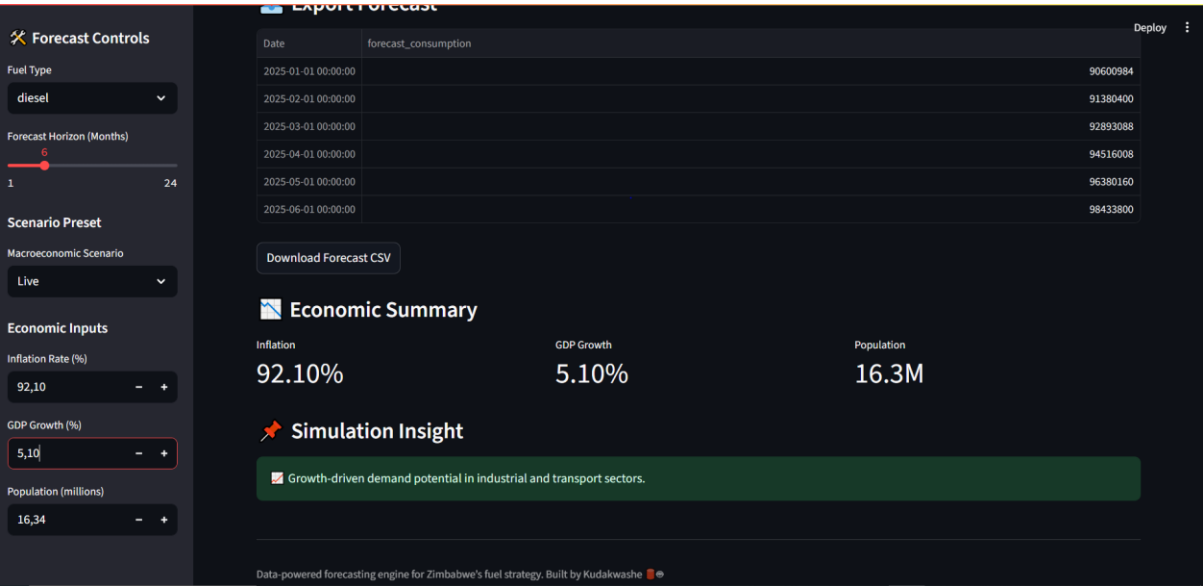 🛠 Forecast Controls
Fuel Type
diesel
Forecast Horizon (Months)
6
1 24
Scenario Preset
Macroeconomic Scenario
Live
Economic Inputs
Inflation Rate (%)
92,10 − +
GDP Growth (%)
5,10 − +
Population (millions)
16,34 − +
Deploy
Export Forecast
Date forecast_consumption
2025-01-01 00:00:00 90600984
2025-02-01 00:00:00 91380400
2025-03-01 00:00:00 92893088
2025-04-01 00:00:00 94516008
2025-05-01 00:00:00 96380160
2025-06-01 00:00:00 98433800
Download Forecast CSV
📉 Economic Summary
Inflation GDP Growth Population
92.10% 5.10% 16.3M
📌 Simulation Insight
📈 Growth-driven demand potential in industrial and transport sectors.
Data-powered forecasting engine for Zimbabwe's fuel strategy. Built by Kudakwashe